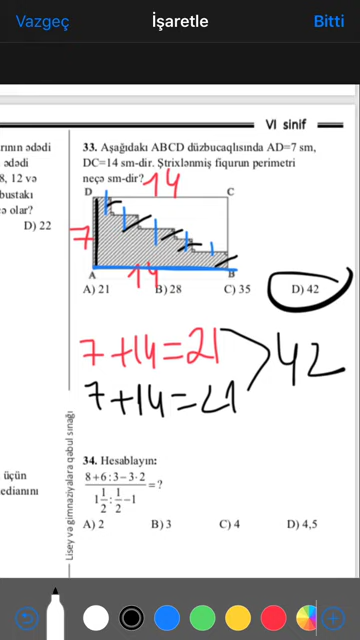 Vazgeç İşaretle Bitti
VI sinif
rının ədədi
ədədi
8, 12 və
bustakı
ə olar?
D) 22
33. Aşağıdakı ABCD düzbucaqlısında AD=7 sm,
DC=14 sm-dir. Ştrixlənmiş fiqurun perimetri
neçə sm-dir?
14
D C
7
A B
14
A) 21 B) 28 C) 35 D) 42
7+14=21
42
7+14=21
Lisey və gimnaziyalara qəbul sınağı
üçün
edianını
34. Hesablayın:
8+6:3−3·2
1 1/2 : 1/2 −1
=?
A) 2 B) 3 C) 4 D) 4,5